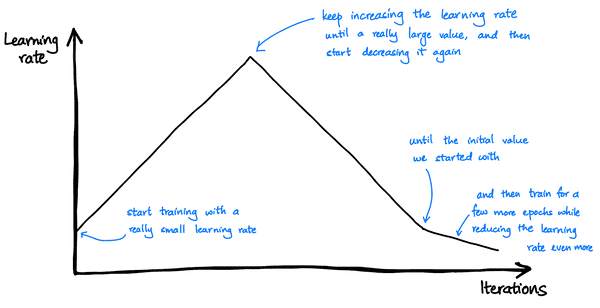 keep increasing the learning rate
until a really large value, and then
start decreasing it again
Learning
rate
until the initial value
we started with
and then train for a
few more epochs while
reducing the learning
rate even more
start training with a
really small learning rate
Iterations